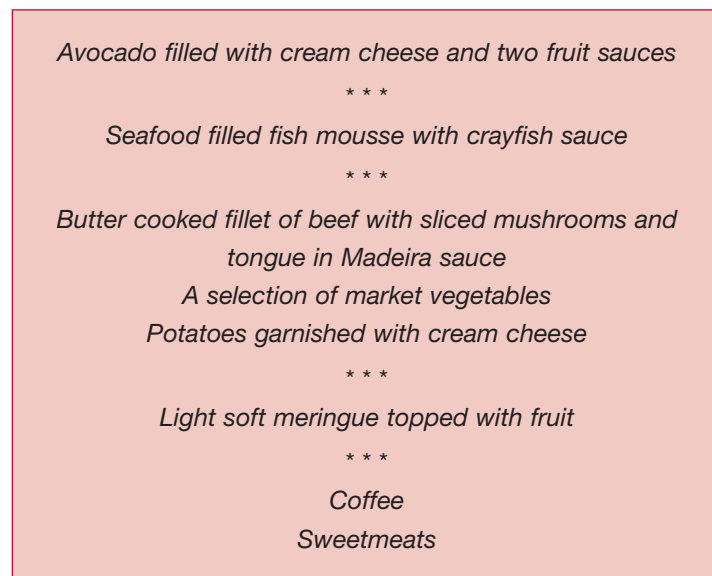 Avocado filled with cream cheese and two fruit sauces
* * *
Seafood filled fish mousse with crayfish sauce
* * *
Butter cooked fillet of beef with sliced mushrooms and
tongue in Madeira sauce
A selection of market vegetables
Potatoes garnished with cream cheese
* * *
Light soft meringue topped with fruit
* * *
Coffee
Sweetmeats